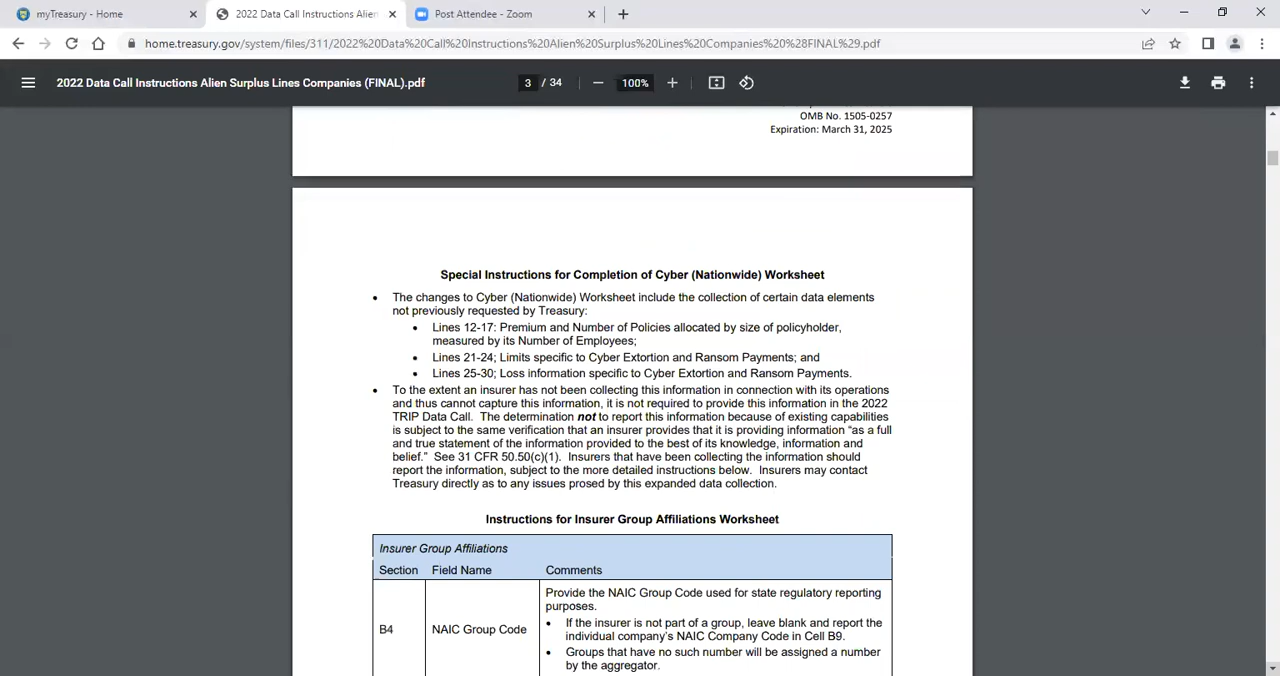 myTreasury - Home
2022 Data Call Instructions Alien
Post Attendee - Zoom
home.treasury.gov/system/files/311/2022%20Data%20Call%20Instructions%20Alien%20Surplus%20Lines%20Companies%20%28FINAL%29.pdf
2022 Data Call Instructions Alien Surplus Lines Companies (FINAL).pdf
3 / 34
100%
OMB No. 1505-0257
Expiration: March 31, 2025
Special Instructions for Completion of Cyber (Nationwide) Worksheet
• The changes to Cyber (Nationwide) Worksheet include the collection of certain data elements
not previously requested by Treasury:
• Lines 12-17: Premium and Number of Policies allocated by size of policyholder,
measured by its Number of Employees;
• Lines 21-24; Limits specific to Cyber Extortion and Ransom Payments; and
• Lines 25-30; Loss information specific to Cyber Extortion and Ransom Payments.
• To the extent an insurer has not been collecting this information in connection with its operations
and thus cannot capture this information, it is not required to provide this information in the 2022
TRIP Data Call. The determination not to report this information because of existing capabilities
is subject to the same verification that an insurer provides that it is providing information “as a full
and true statement of the information provided to the best of its knowledge, information and
belief.” See 31 CFR 50.50(c)(1). Insurers that have been collecting the information should
report the information, subject to the more detailed instructions below. Insurers may contact
Treasury directly as to any issues prosed by this expanded data collection.
Instructions for Insurer Group Affiliations Worksheet
Insurer Group Affiliations
Section Field Name Comments
Provide the NAIC Group Code used for state regulatory reporting
purposes.
• If the insurer is not part of a group, leave blank and report the
B4 NAIC Group Code
individual company's NAIC Company Code in Cell B9.
• Groups that have no such number will be assigned a number
by the aggregator.